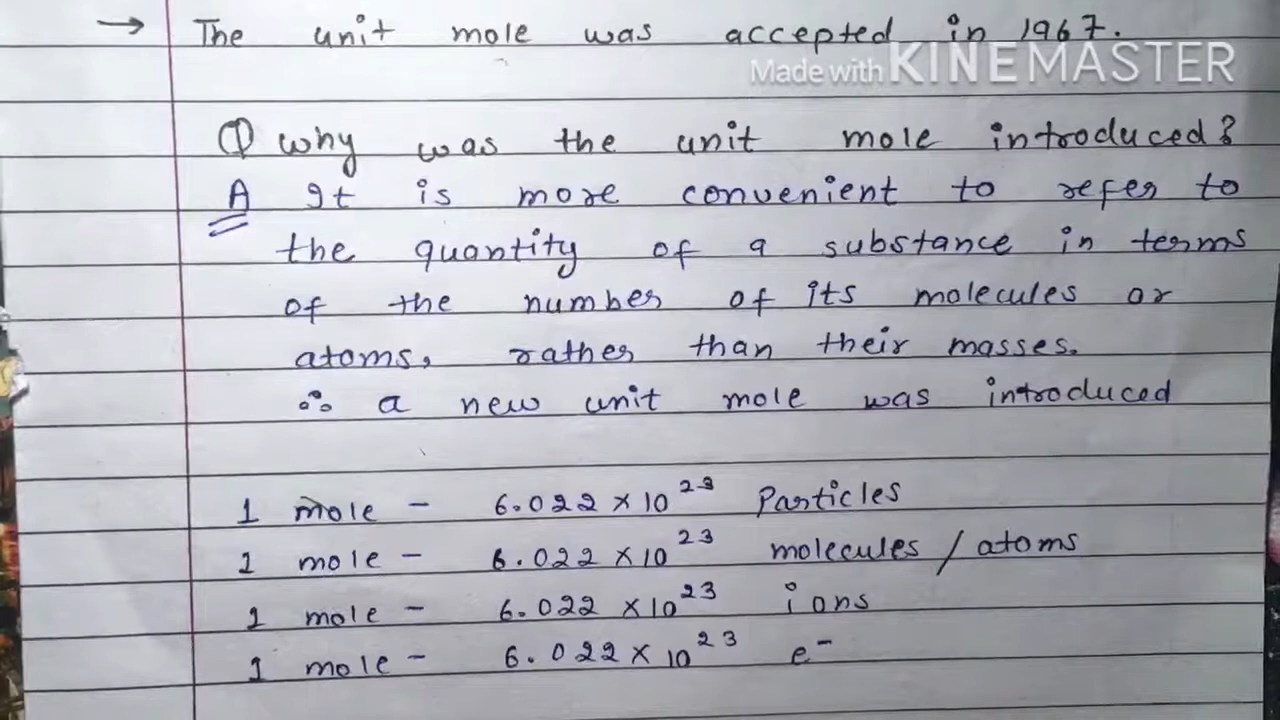 → The unit mole was accepted in 1967.
Made with KINEMASTER
Q why was the unit mole introduced?
A It is more convenient to refer to
the quantity of a substance in terms
of the number of its molecules or
atoms, rather than their masses.
∴ a new unit mole was introduced
1 mole - 6.022 × 10²³ Particles
1 mole - 6.022 × 10²³ molecules / atoms
1 mole - 6.022 × 10²³ ions
1 mole - 6.022 × 10²³ e⁻